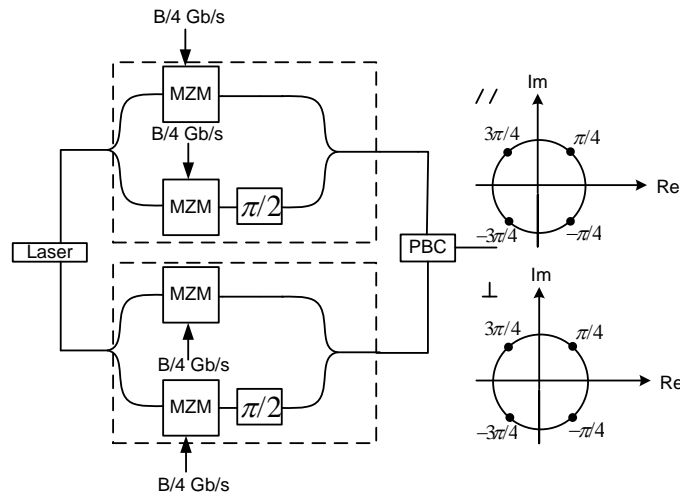 B/4 Gb/s
MZM
B/4 Gb/s
MZM
π/2
Laser
PBC
MZM
B/4 Gb/s
MZM
π/2
B/4 Gb/s
//
Im
3π/4
π/4
Re
−3π/4
−π/4
⊥
Im
3π/4
π/4
Re
−3π/4
−π/4